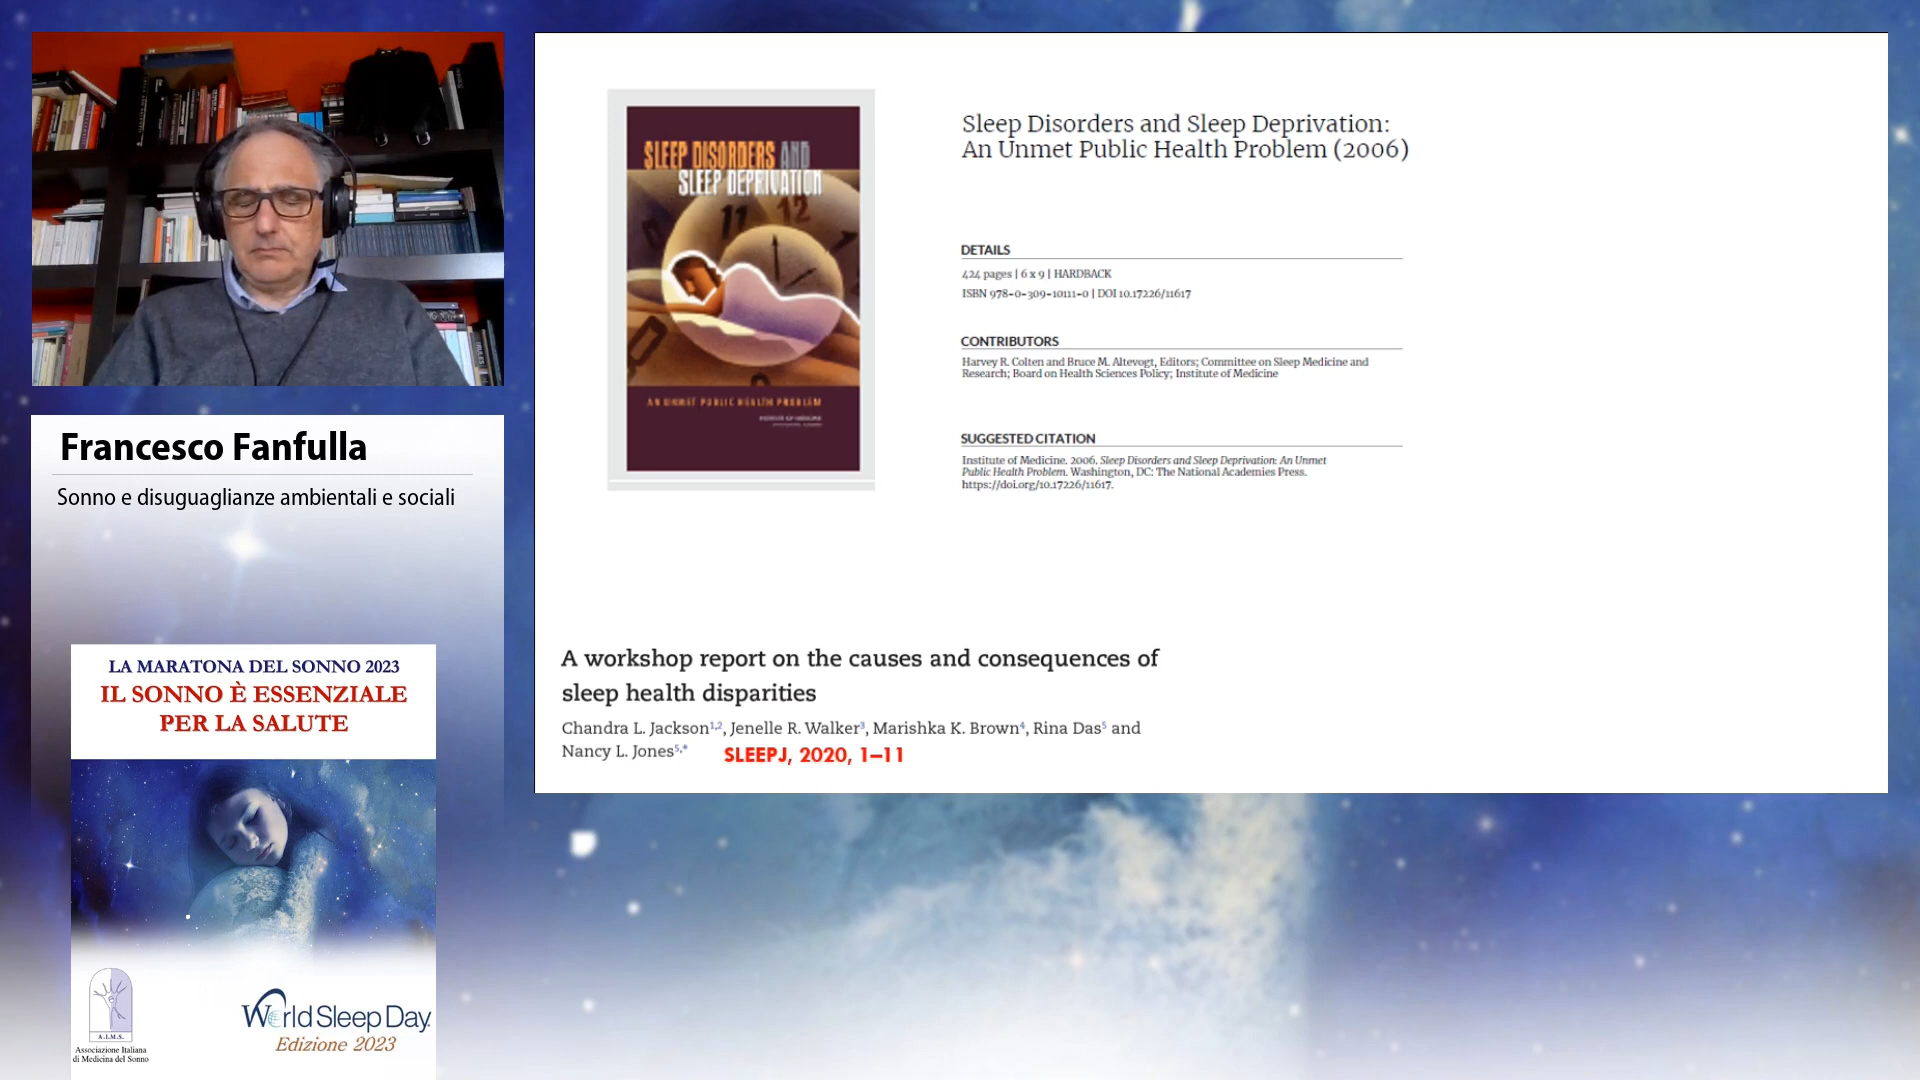 Francesco Fanfulla
Sonno e disuguaglianze ambientali e sociali
LA MARATONA DEL SONNO 2023
IL SONNO È ESSENZIALE
PER LA SALUTE
A.I.M.S.
Associazione Italiana
di Medicina del Sonno
World Sleep Day
Edizione 2023
SLEEP DISORDERS AND
SLEEP DEPRIVATION
11 12
AN UNMET PUBLIC HEALTH PROBLEM
Sleep Disorders and Sleep Deprivation:
An Unmet Public Health Problem (2006)
DETAILS
424 pages | 6 x 9 | HARDBACK
ISBN 978-0-309-10111-0 | DOI 10.17226/11617
CONTRIBUTORS
Harvey R. Colten and Bruce M. Altevogt, Editors; Committee on Sleep Medicine and
Research; Board on Health Sciences Policy; Institute of Medicine
SUGGESTED CITATION
Institute of Medicine. 2006. Sleep Disorders and Sleep Deprivation: An Unmet
Public Health Problem. Washington, DC: The National Academies Press.
https://doi.org/10.17226/11617.
A workshop report on the causes and consequences of
sleep health disparities
Chandra L. Jackson1,2, Jenelle R. Walker3, Marishka K. Brown4, Rina Das5 and
Nancy L. Jones5,* SLEEPJ, 2020, 1–11